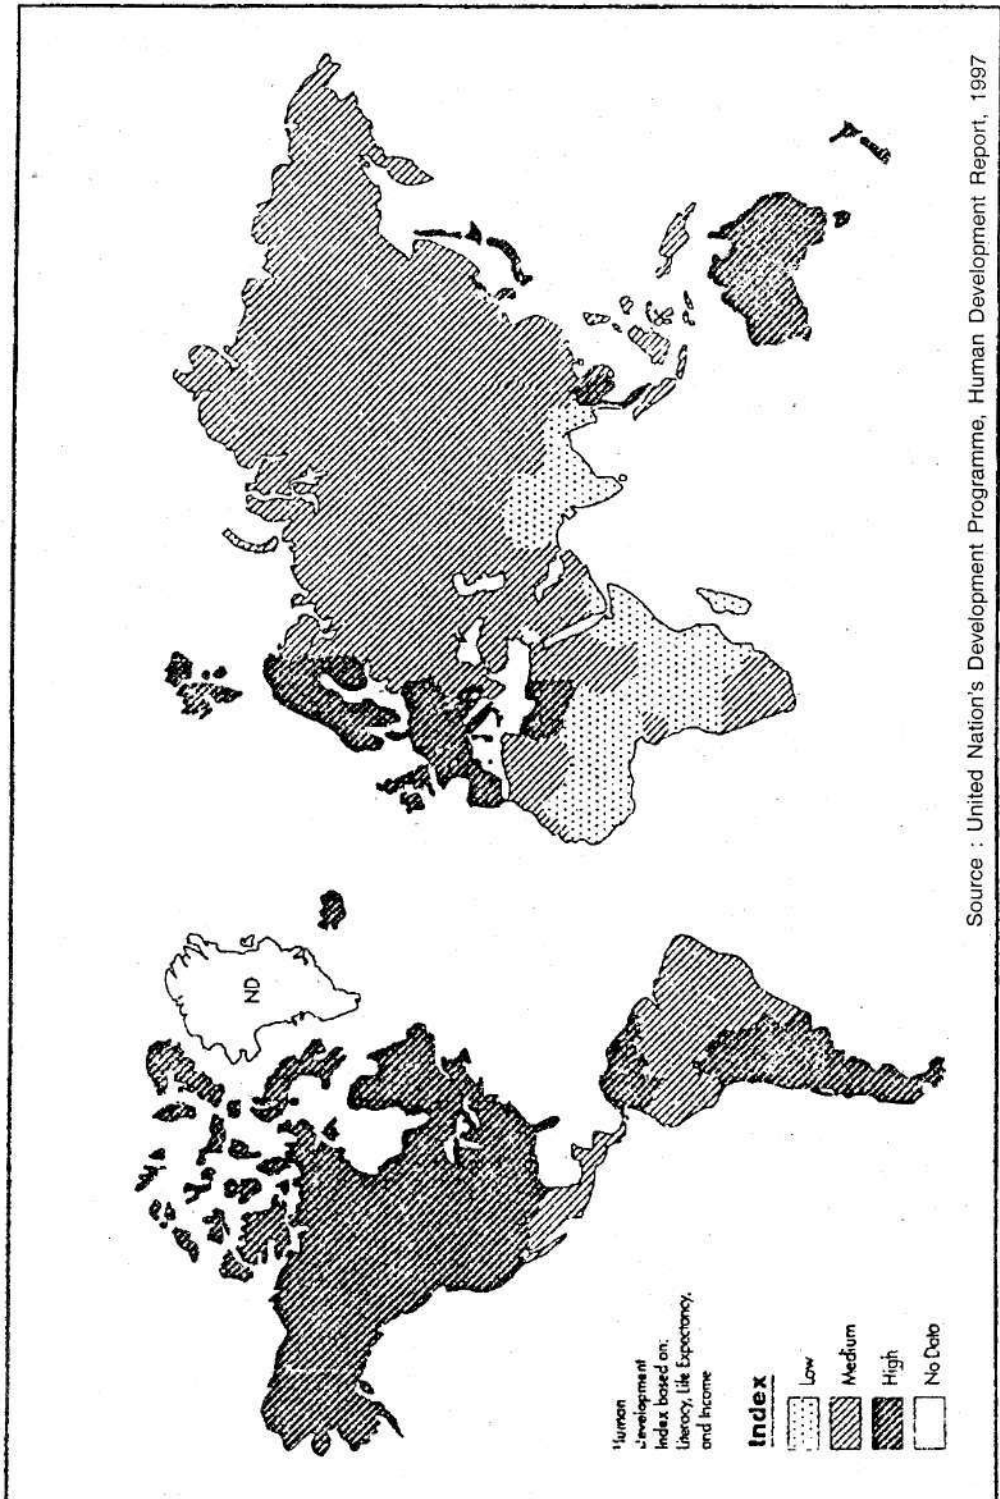 ND
Human
Development
Index based on:
Literacy, Life Expectancy,
and Income
Index
Low
Medium
High
No Data
Source : United Nation's Development Programme, Human Development Report, 1997